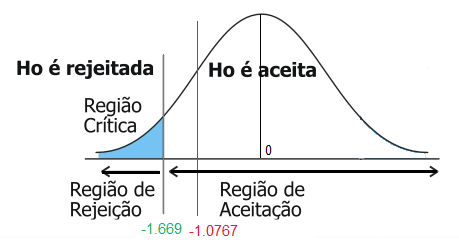 Ho é rejeitada
Ho é aceita
Região
Crítica
0
Região de
Rejeição
Região de
Aceitação
-1.669
-1.0767